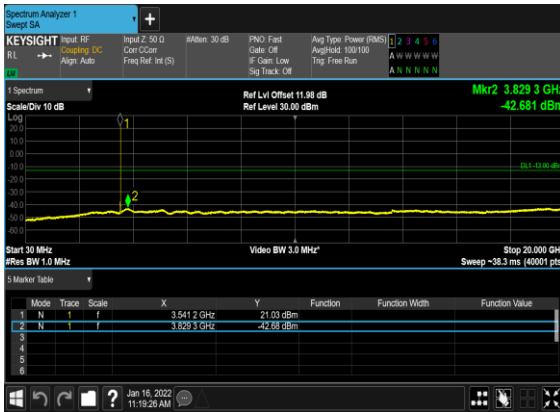 Spectrum Analyzer 1
Swept SA
KEYSIGHT
RL
Input: RF
Coupling: DC
Align: Auto
Input Z: 50 Ω
Corr CCorr
Freq Ref: Int (S)
#Atten: 30 dB
PNO: Fast
Gate: Off
IF Gain: Low
Sig Track: Off
Avg Type: Power (RMS)
Avg|Hold: 100/100
Trig: Free Run
1 2 3 4 5 6
A W W W W W
A N N N N N
1 Spectrum
Scale/Div 10 dB
Ref Lvl Offset 11.98 dB
Ref Level 30.00 dBm
Mkr2 3.829 3 GHz
-42.681 dBm
Log
20.0
10.0
0.00
-10.0
-20.0
-30.0
-40.0
-50.0
-60.0
1
2
DL1 -13.00 dBm
Start 30 MHz
#Res BW 1.0 MHz
Video BW 3.0 MHz*
Stop 20.000 GHz
Sweep ~38.3 ms (40001 pts)
5 Marker Table
Mode Trace Scale X Y Function Function Width Function Value
1 N 1 f 3.541 2 GHz 21.03 dBm
2 N 1 f 3.829 3 GHz -42.68 dBm
3
4
5
6
Jan 16, 2022
11:19:26 AM